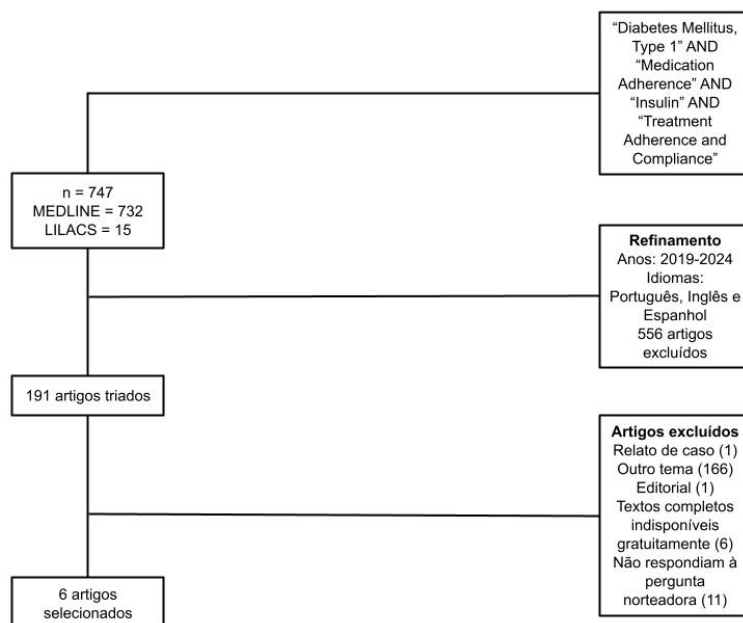 “Diabetes Mellitus,
Type 1” AND
“Medication
Adherence” AND
“Insulin” AND
“Treatment
Adherence and
Compliance”
n = 747
MEDLINE = 732
LILACS = 15
Refinamento
Anos: 2019-2024
Idiomas:
Português, Inglês e
Espanhol
556 artigos
excluídos
191 artigos triados
Artigos excluídos
Relato de caso (1)
Outro tema (166)
Editorial (1)
Textos completos
indisponíveis
gratuitamente (6)
Não respondiam à
pergunta
norteadora (11)
6 artigos
selecionados